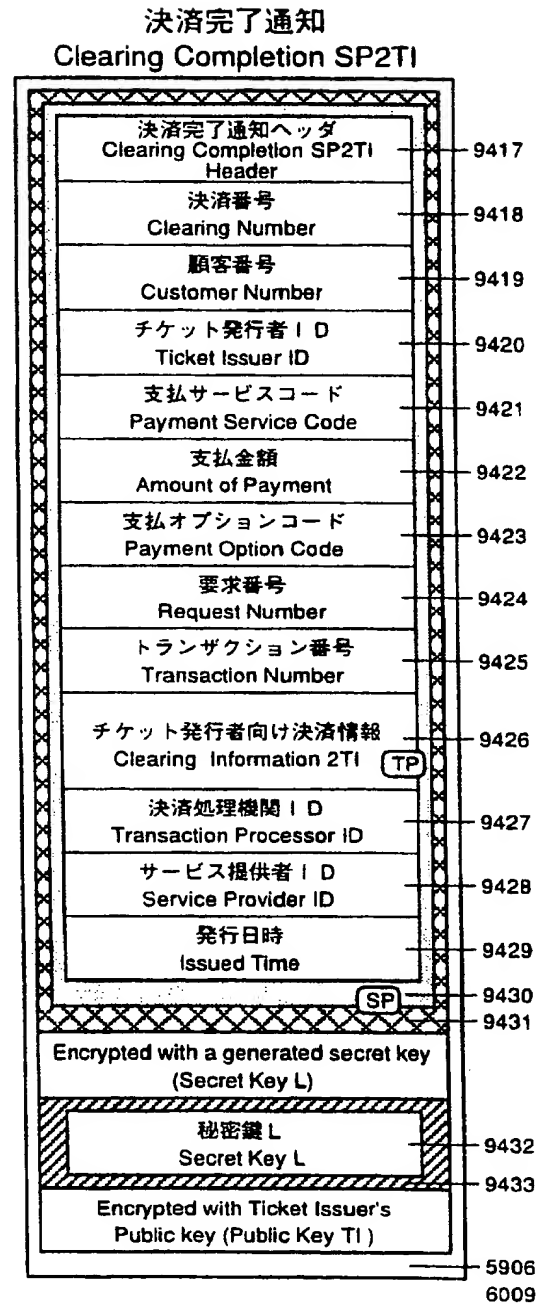 決済完了通知
Clearing Completion SP2TI
決済完了通知ヘッダ
Clearing Completion SP2TI
Header
9417
決済番号
Clearing Number
9418
顧客番号
Customer Number
9419
チケット発行者ID
Ticket Issuer ID
9420
支払サービスコード
Payment Service Code
9421
支払金額
Amount of Payment
9422
支払オプションコード
Payment Option Code
9423
要求番号
Request Number
9424
トランザクション番号
Transaction Number
9425
チケット発行者向け決済情報
Clearing Information 2TI
TP
9426
決済処理機関ID
Transaction Processor ID
9427
サービス提供者ID
Service Provider ID
9428
発行日時
Issued Time
9429
SP
9430
9431
Encrypted with a generated secret key
(Secret Key L)
秘密鍵L
Secret Key L
9432
9433
Encrypted with Ticket Issuer's
Public key (Public Key TI )
5906
6009